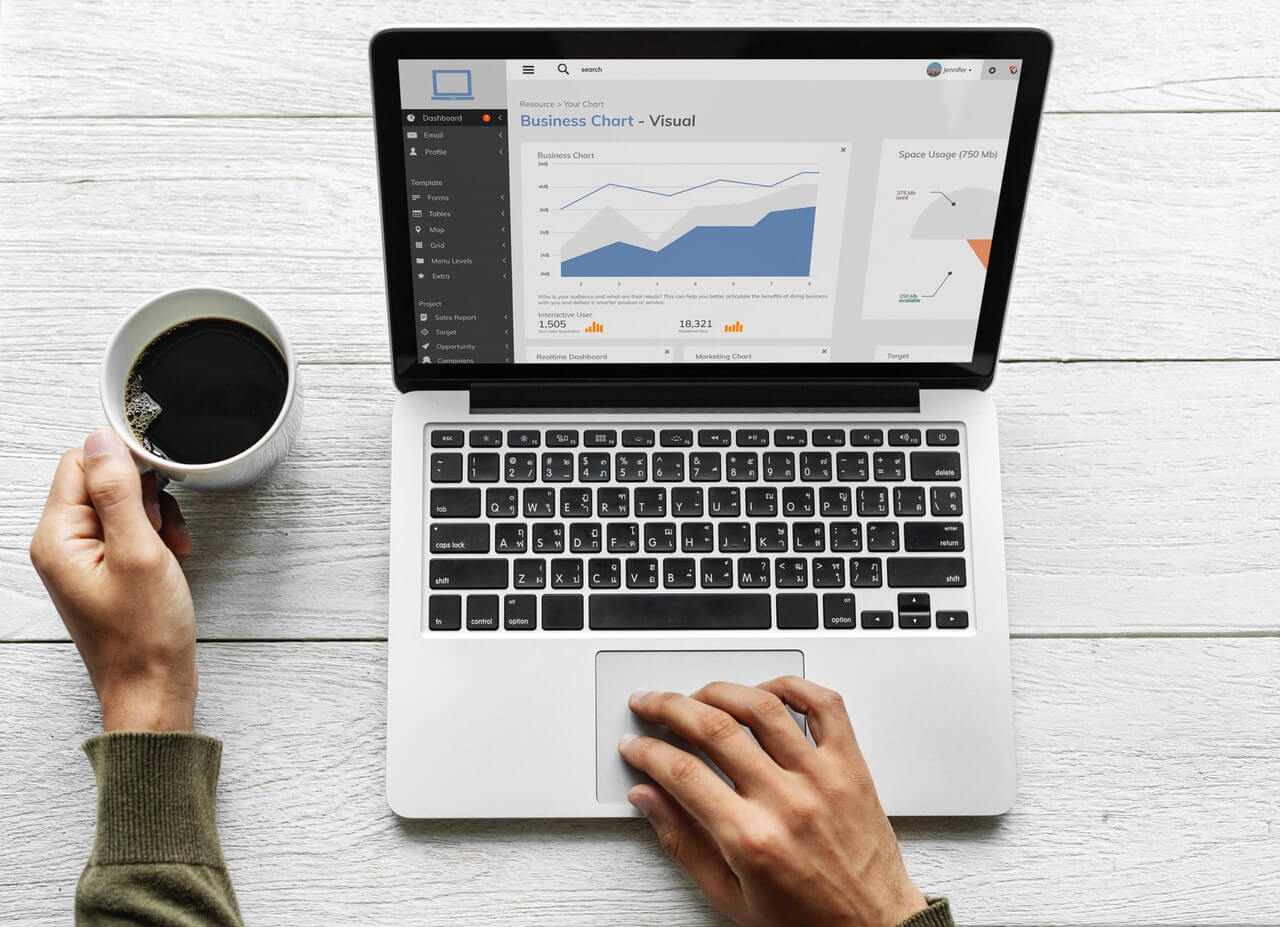 search
Jennifer
Resource > Your Chart
Business Chart - Visual
Dashboard
Email
Profile
Template
Forms
Tables
Map
Grid
Menu Levels
Extra
Project
Sales Report
Target
Opportunity
Campaigns
Business Chart
5M$
4M$
3M$
2M$
1M$
0M$
2 3 4 5 6 7 8
Who is your audience and what are their needs? This can help you better articulate the benefits of doing business
with you and deliver a smarter product or service.
Interactive User
1,505
18,321
Space Usage (750 Mb)
375 Mb
used
250 Mb
available
Realtime Dashboard
Marketing Chart
Target
esc
delete
tab Q W E R T Y U I O P
caps lock A S D F G H J K L enter return
shift Z X C V B N M shift
fn control alt option alt option